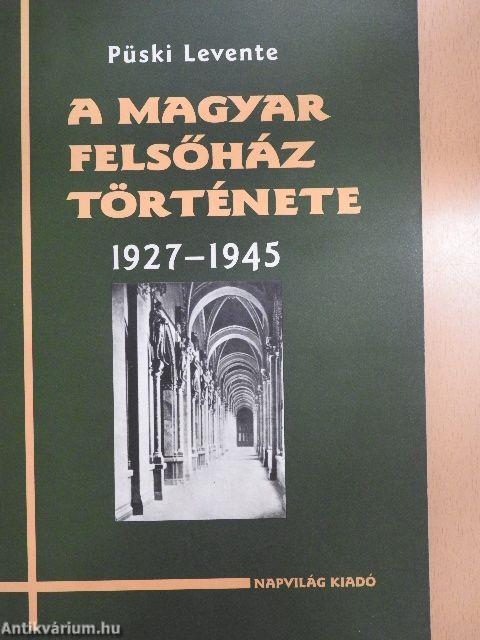 Püski Levente
A MAGYAR
FELSŐHÁZ
TÖRTÉNETE
1927–1945
NAPVILÁG KIADÓ
Antikvárium.hu